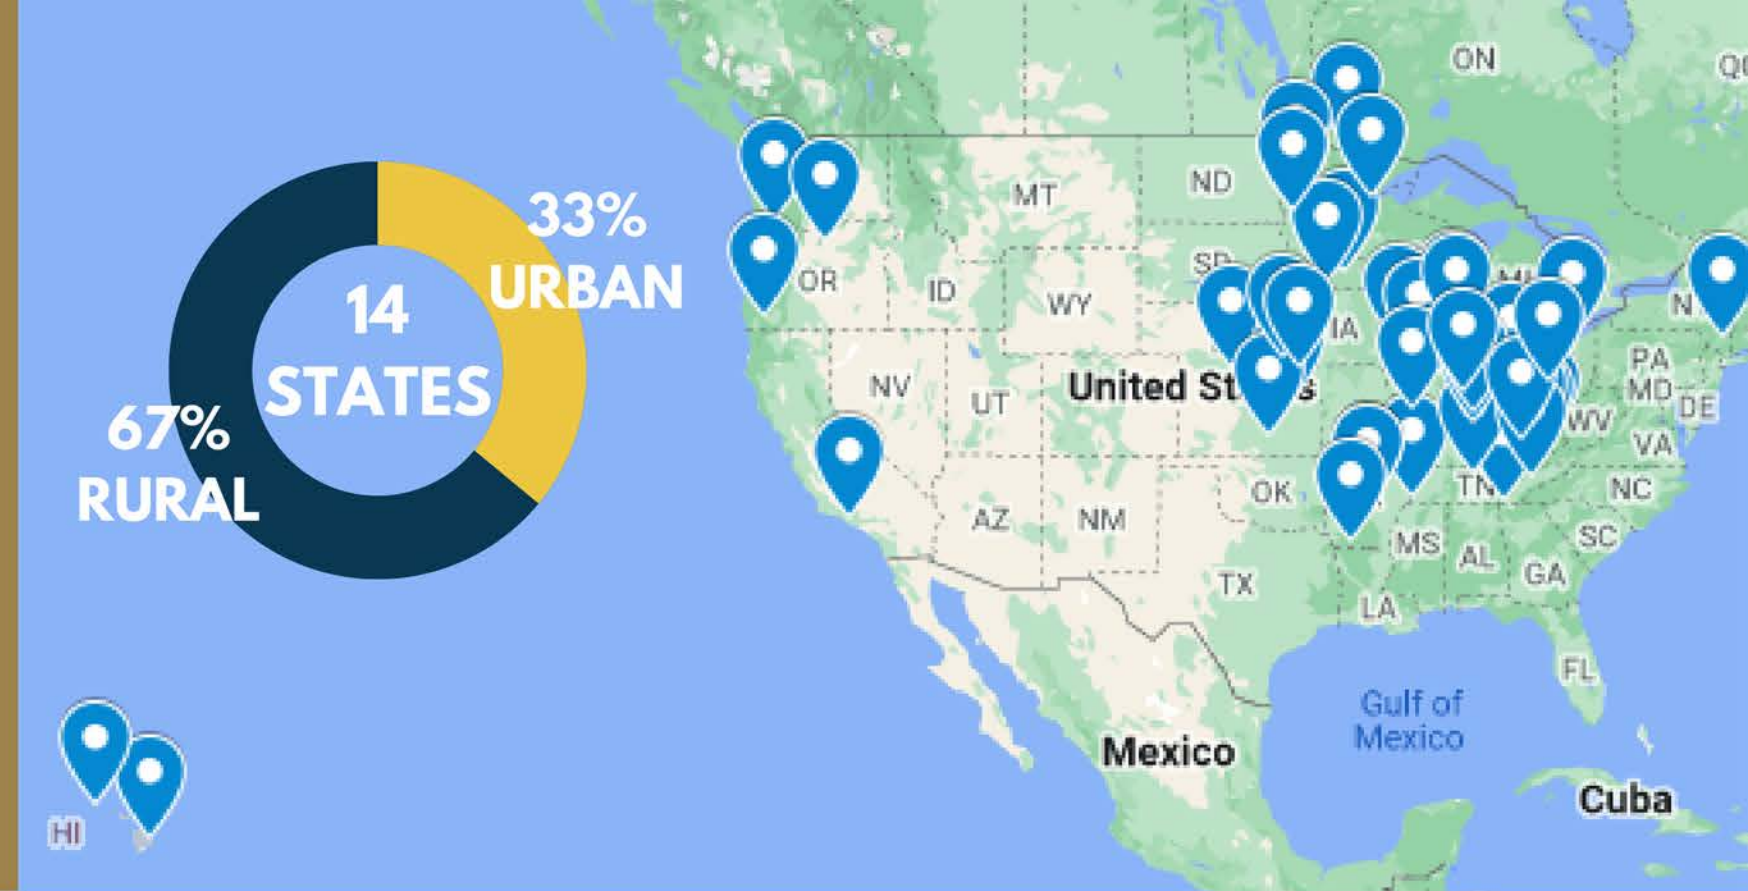 33%
URBAN
14
STATES
67%
RURAL
HI
ON
MT
ND
OR
ID
WY
IA
NV
UT
United St
PA
MD
DE
WV
VA
OK
TN
NC
AZ
NM
MS
AL
SC
GA
TX
LA
FL
Gulf of
Mexico
Mexico
Cuba